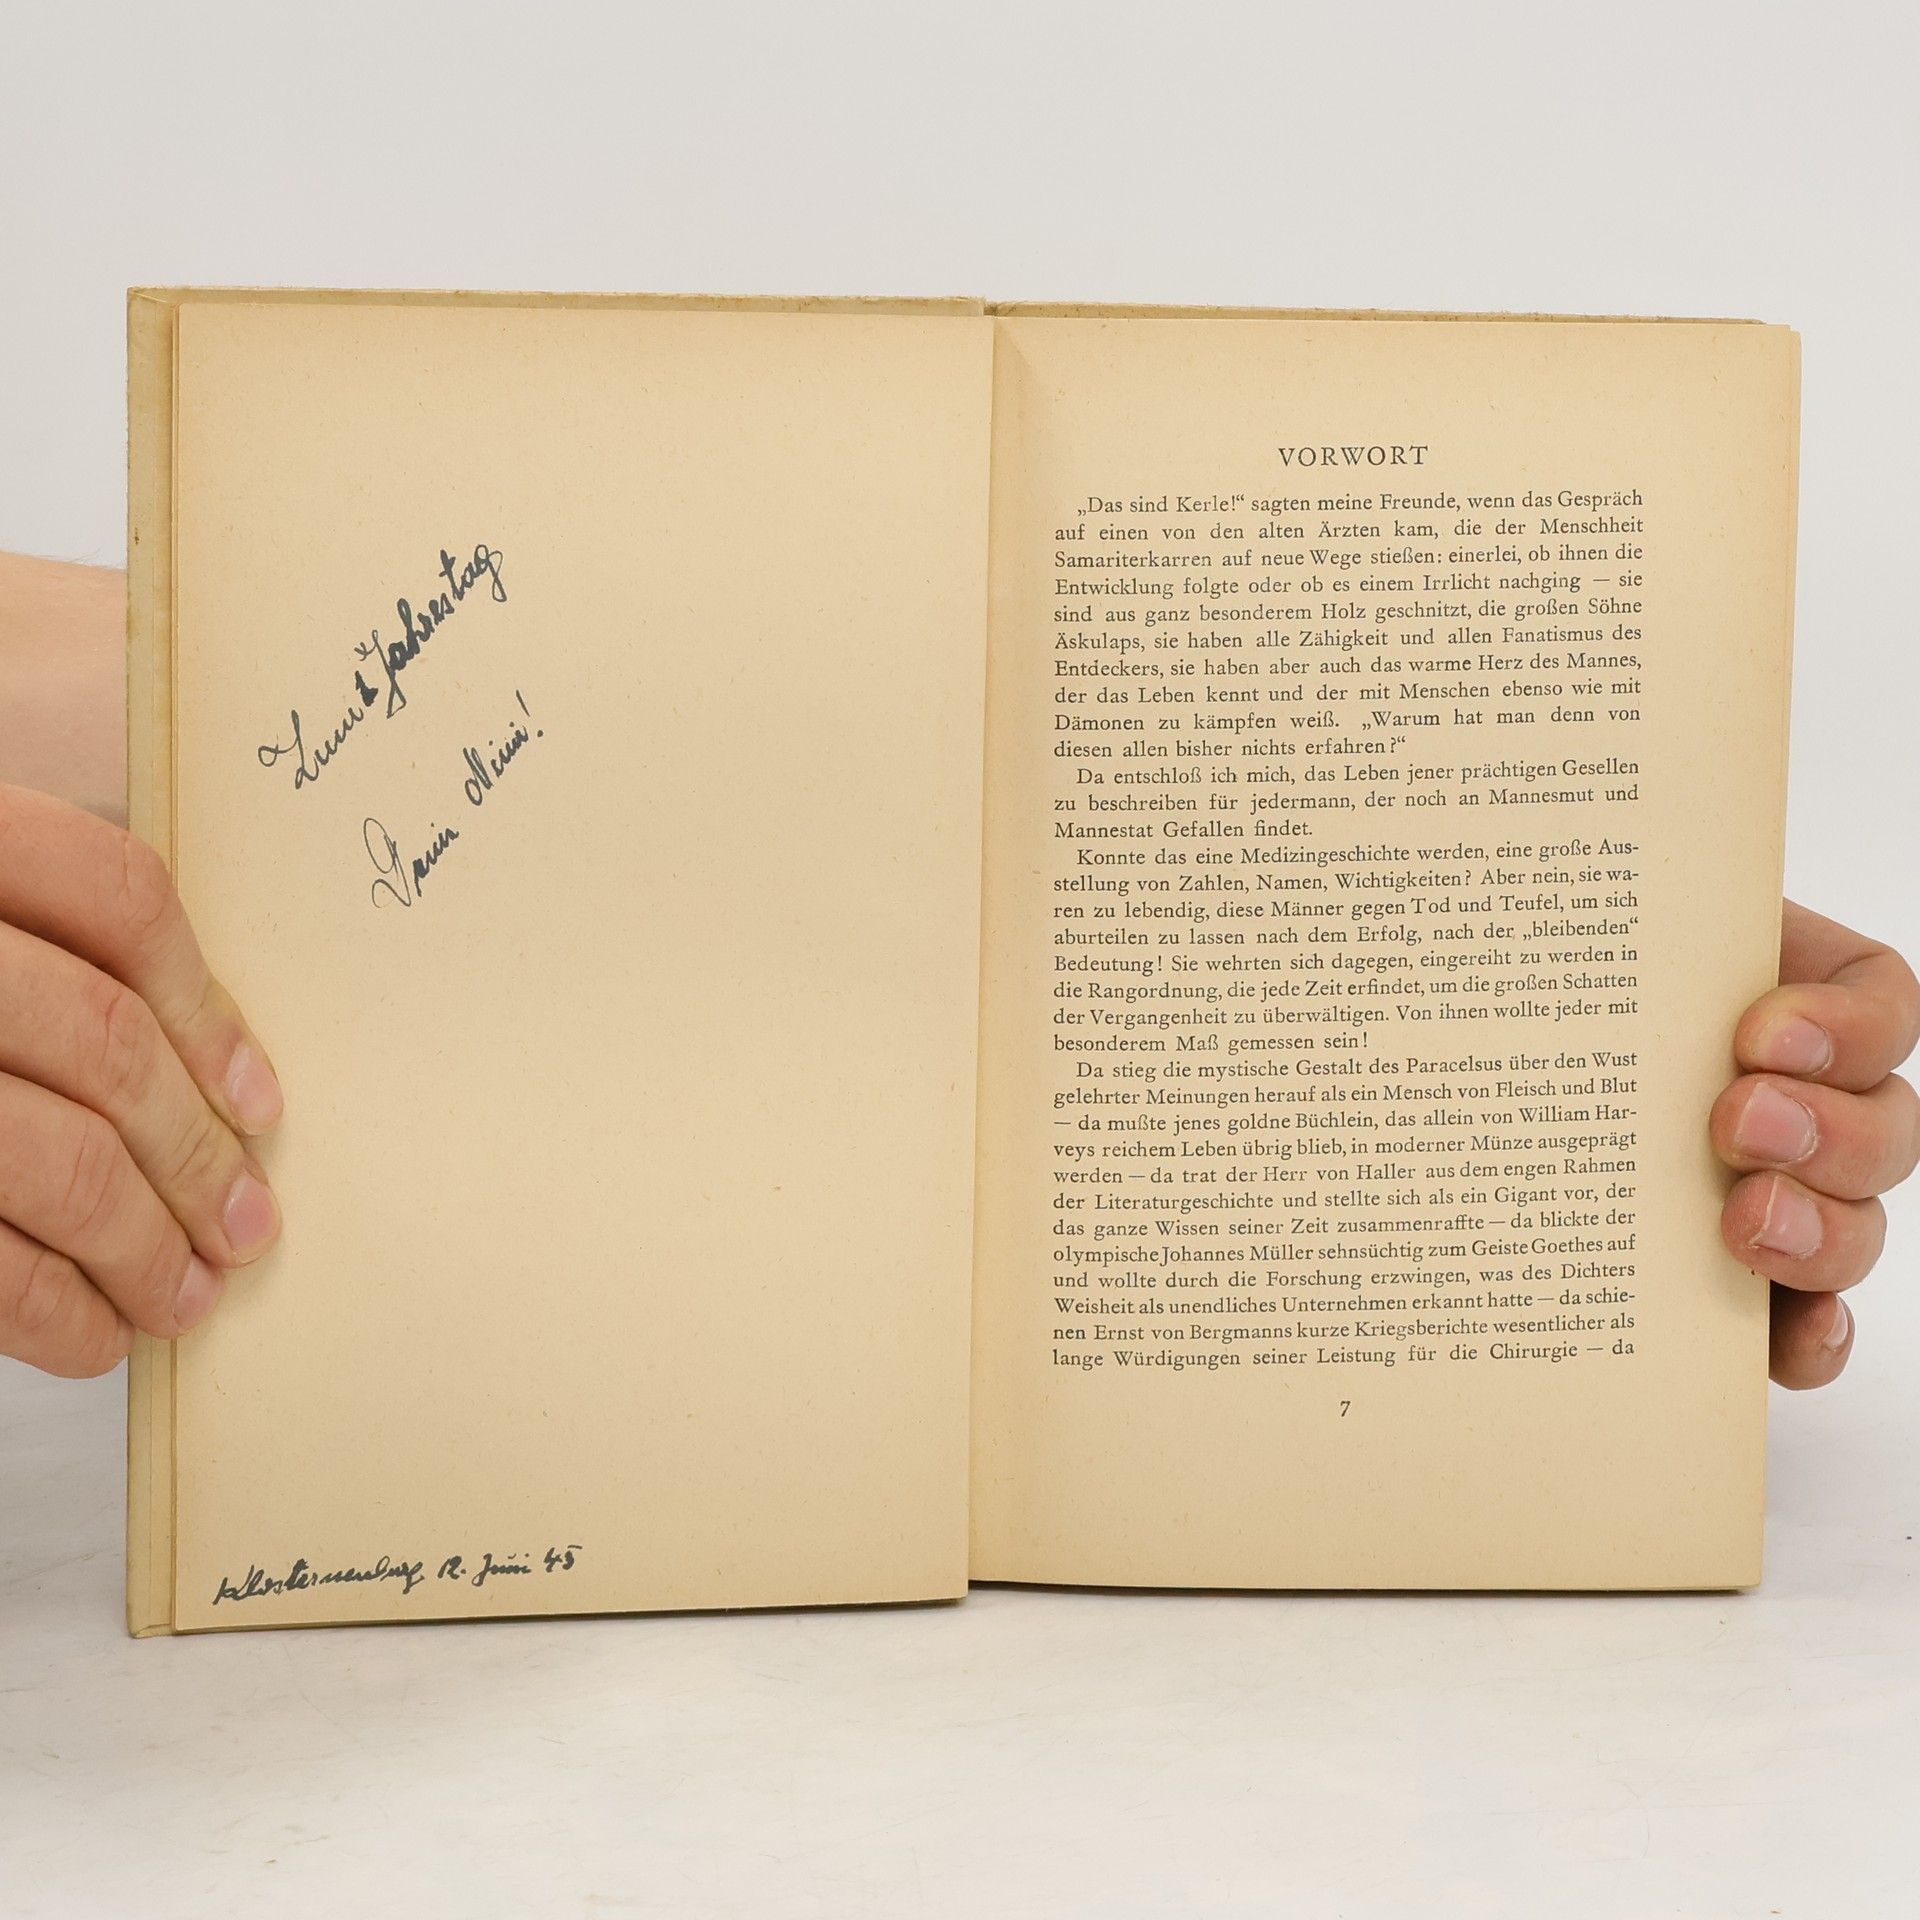 Zum 1. Jahrestag
Dein Nini!
Klosterneuburg 12. Juni 45
VORWORT
„Das sind Kerle!“ sagten meine Freunde, wenn das Gespräch
auf einen von den alten Ärzten kam, die der Menschheit
Samariterkarren auf neue Wege stießen: einerlei, ob ihnen die
Entwicklung folgte oder ob es einem Irrlicht nachging — sie
sind aus ganz besonderem Holz geschnitzt, die großen Söhne
Äskulaps, sie haben alle Zähigkeit und allen Fanatismus des
Entdeckers, sie haben aber auch das warme Herz des Mannes,
der das Leben kennt und der mit Menschen ebenso wie mit
Dämonen zu kämpfen weiß. „Warum hat man denn von
diesen allen bisher nichts erfahren?“
Da entschloß ich mich, das Leben jener prächtigen Gesellen
zu beschreiben für jedermann, der noch an Mannesmut und
Mannestat Gefallen findet.
Konnte das eine Medizingeschichte werden, eine große Aus-
stellung von Zahlen, Namen, Wichtigkeiten? Aber nein, sie wa-
ren zu lebendig, diese Männer gegen Tod und Teufel, um sich
aburteilen zu lassen nach dem Erfolg, nach der „bleibenden“
Bedeutung! Sie wehrten sich dagegen, eingereiht zu werden in
die Rangordnung, die jede Zeit erfindet, um die großen Schatten
der Vergangenheit zu überwältigen. Von ihnen wollte jeder mit
besonderem Maß gemessen sein!
Da stieg die mystische Gestalt des Paracelsus über den Wust
gelehrter Meinungen herauf als ein Mensch von Fleisch und Blut
— da mußte jenes goldne Büchlein, das allein von William Har-
veys reichem Leben übrig blieb, in moderner Münze ausgeprägt
werden — da trat der Herr von Haller aus dem engen Rahmen
der Literaturgeschichte und stellte sich als ein Gigant vor, der
das ganze Wissen seiner Zeit zusammenraffte — da blickte der
olympische Johannes Müller sehnsüchtig zum Geiste Goethes auf
und wollte durch die Forschung erzwingen, was des Dichters
Weisheit als unendliches Unternehmen erkannt hatte — da schie-
nen Ernst von Bergmanns kurze Kriegsberichte wesentlicher als
lange Würdigungen seiner Leistung für die Chirurgie — da
7